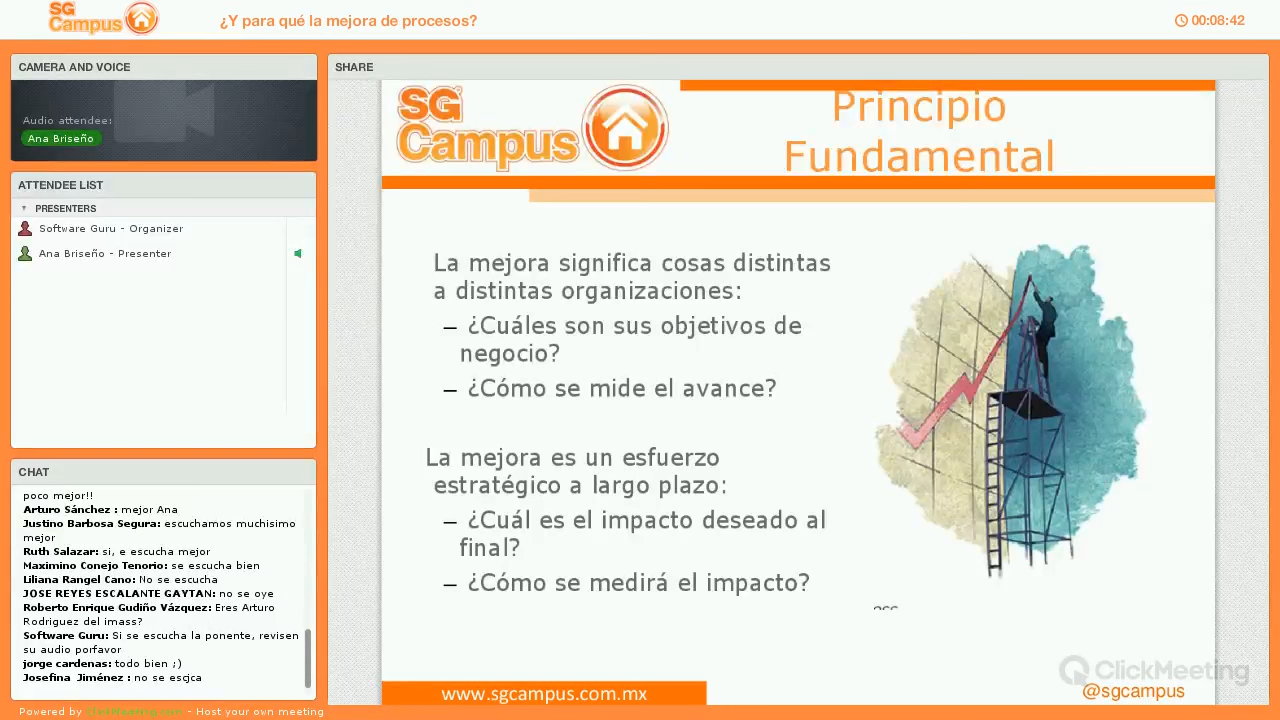 SG Campus
¿Y para qué la mejora de procesos?
00:08:42
CAMERA AND VOICE
Audio attendee:
Ana Briseño
ATTENDEE LIST
PRESENTERS
Software Guru - Organizer
Ana Briseño - Presenter
CHAT
poco mejor!!
Arturo Sánchez : mejor Ana
Justino Barbosa Segura: escuchamos muchisimo
mejor
Ruth Salazar: si, e escucha mejor
Maximino Conejo Tenorio: se escucha bien
Liliana Rangel Cano: No se escucha
JOSE REYES ESCALANTE GAYTAN: no se oye
Roberto Enrique Gudiño Vázquez: Eres Arturo
Rodriguez del imass?
Software Guru: Si se escucha la ponente, revisen
su audio porfavor
jorge cardenas: todo bien ;)
Josefina Jiménez :
Powered by ClickMeeting.com - Host your own meeting
SHARE
SG
Campus
Principio
Fundamental
La mejora significa cosas distintas
a distintas organizaciones:
– ¿Cuáles son sus objetivos de
negocio?
– ¿Cómo se mide el avance?
La mejora es un esfuerzo
estratégico a largo plazo:
– ¿Cuál es el impacto deseado al
final?
– ¿Cómo se medirá el impacto?
www.sgcampus.com.mx
ClickMeeting
@sgcampus